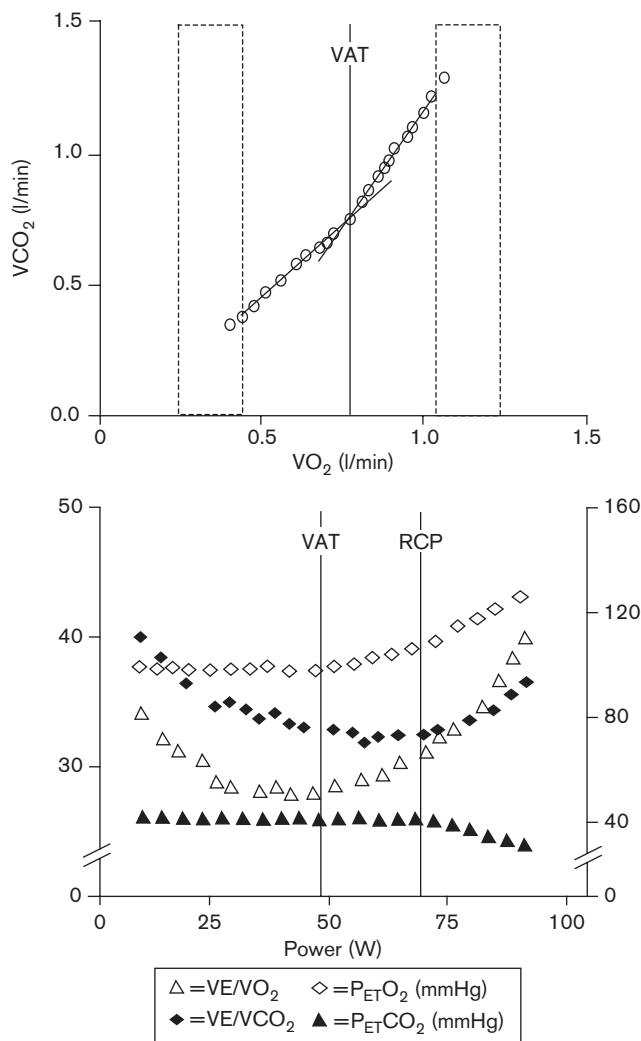 1.5
VAT
1.0
VCO₂ (l/min)
0.5
0.0
0 0.5 1.0 1.5
VO₂ (l/min)
50 160
VAT RCP
40 120
30 80
40
0 0
0 25 50 75 100
Power (W)
△ =VE/VO₂ ◇ =P_ETO₂ (mmHg)
◆ =VE/VCO₂ ▲ =P_ETCO₂ (mmHg)